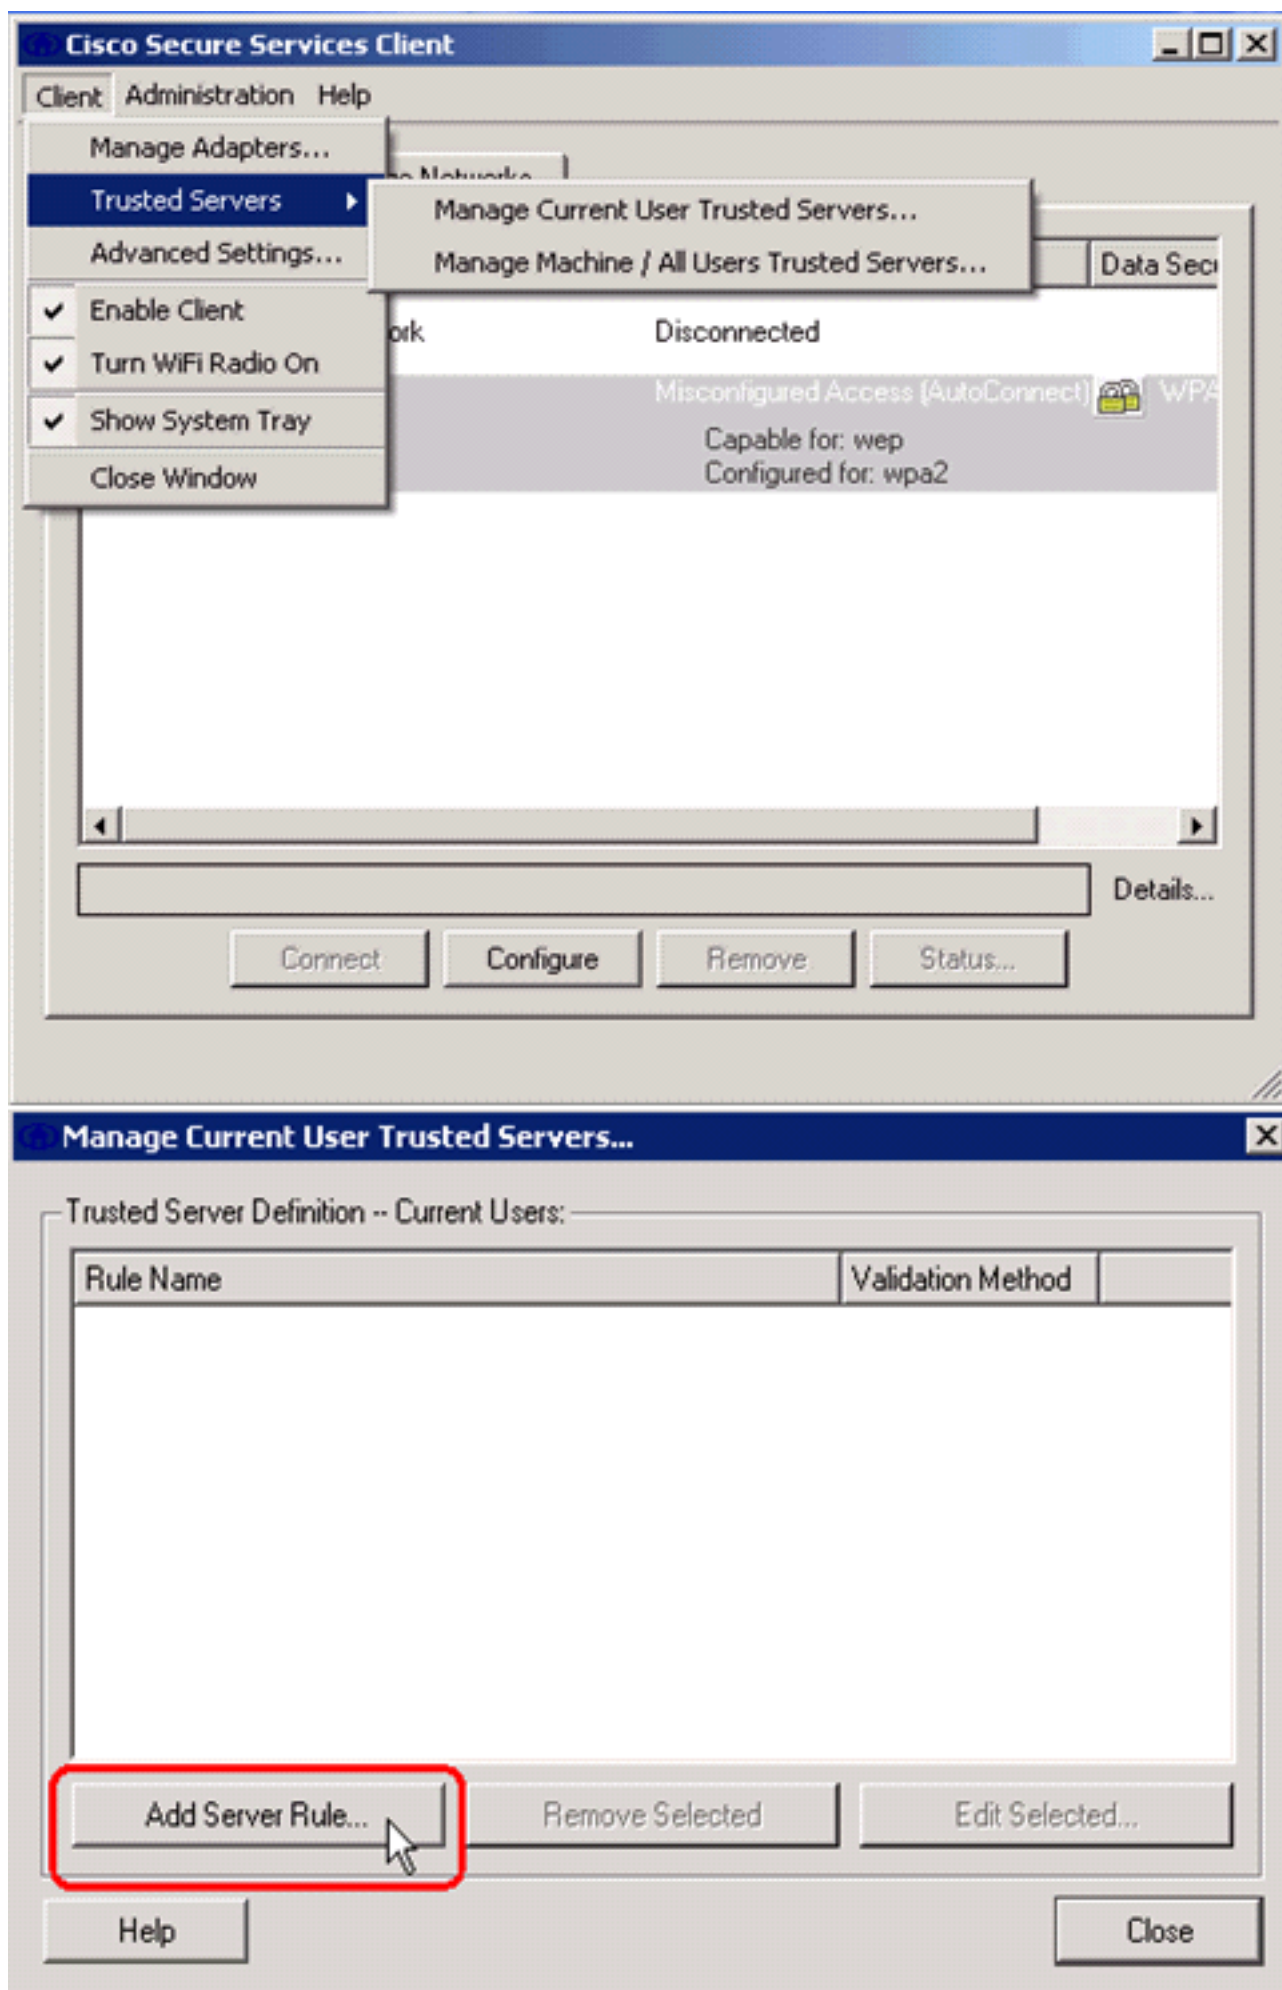 Cisco Secure Services Client
Client Administration Help
Manage Adapters...
Networks
Trusted Servers
Manage Current User Trusted Servers...
Advanced Settings...
Manage Machine / All Users Trusted Servers...
Data Secu
Enable Client
ork Disconnected
Turn WiFi Radio On
Misconfigured Access (AutoConnect) WPA
Show System Tray
Capable for: wep
Configured for: wpa2
Close Window
Details...
Connect Configure Remove Status...
Manage Current User Trusted Servers...
Trusted Server Definition -- Current Users:
Rule Name Validation Method
Add Server Rule... Remove Selected Edit Selected...
Help Close